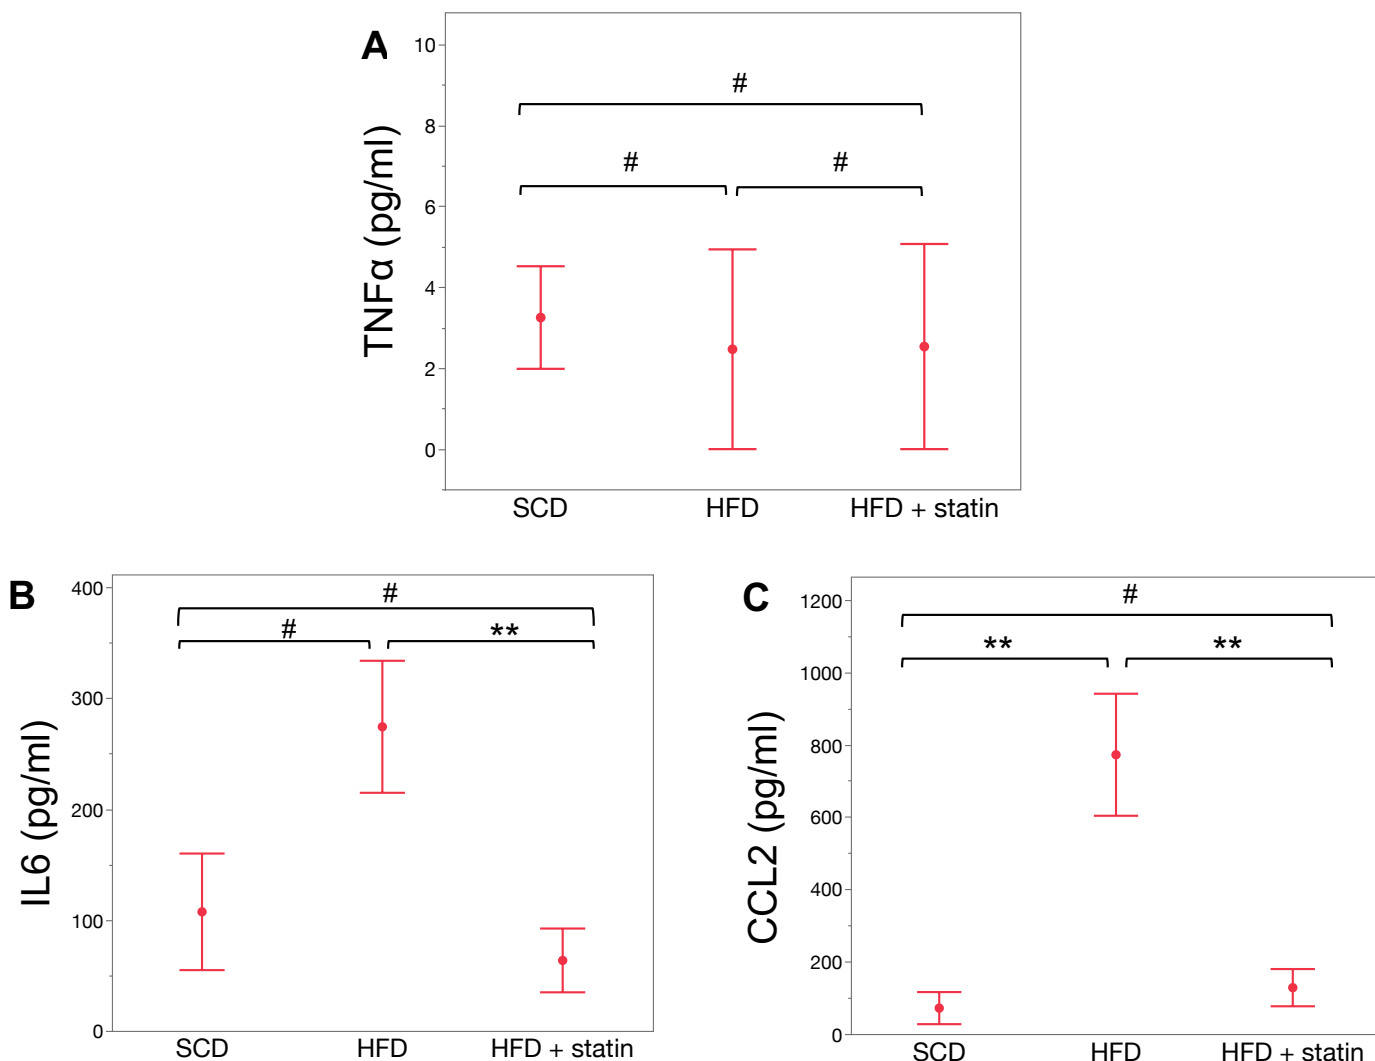 A
TNFα (pg/ml)
10
8
6
4
2
0
#
# #
SCD HFD HFD + statin
B
IL6 (pg/ml)
400
300
200
100
0
#
# **
SCD HFD HFD + statin
C
CCL2 (pg/ml)
1200
1000
800
600
400
200
0
#
** **
SCD HFD HFD + statin